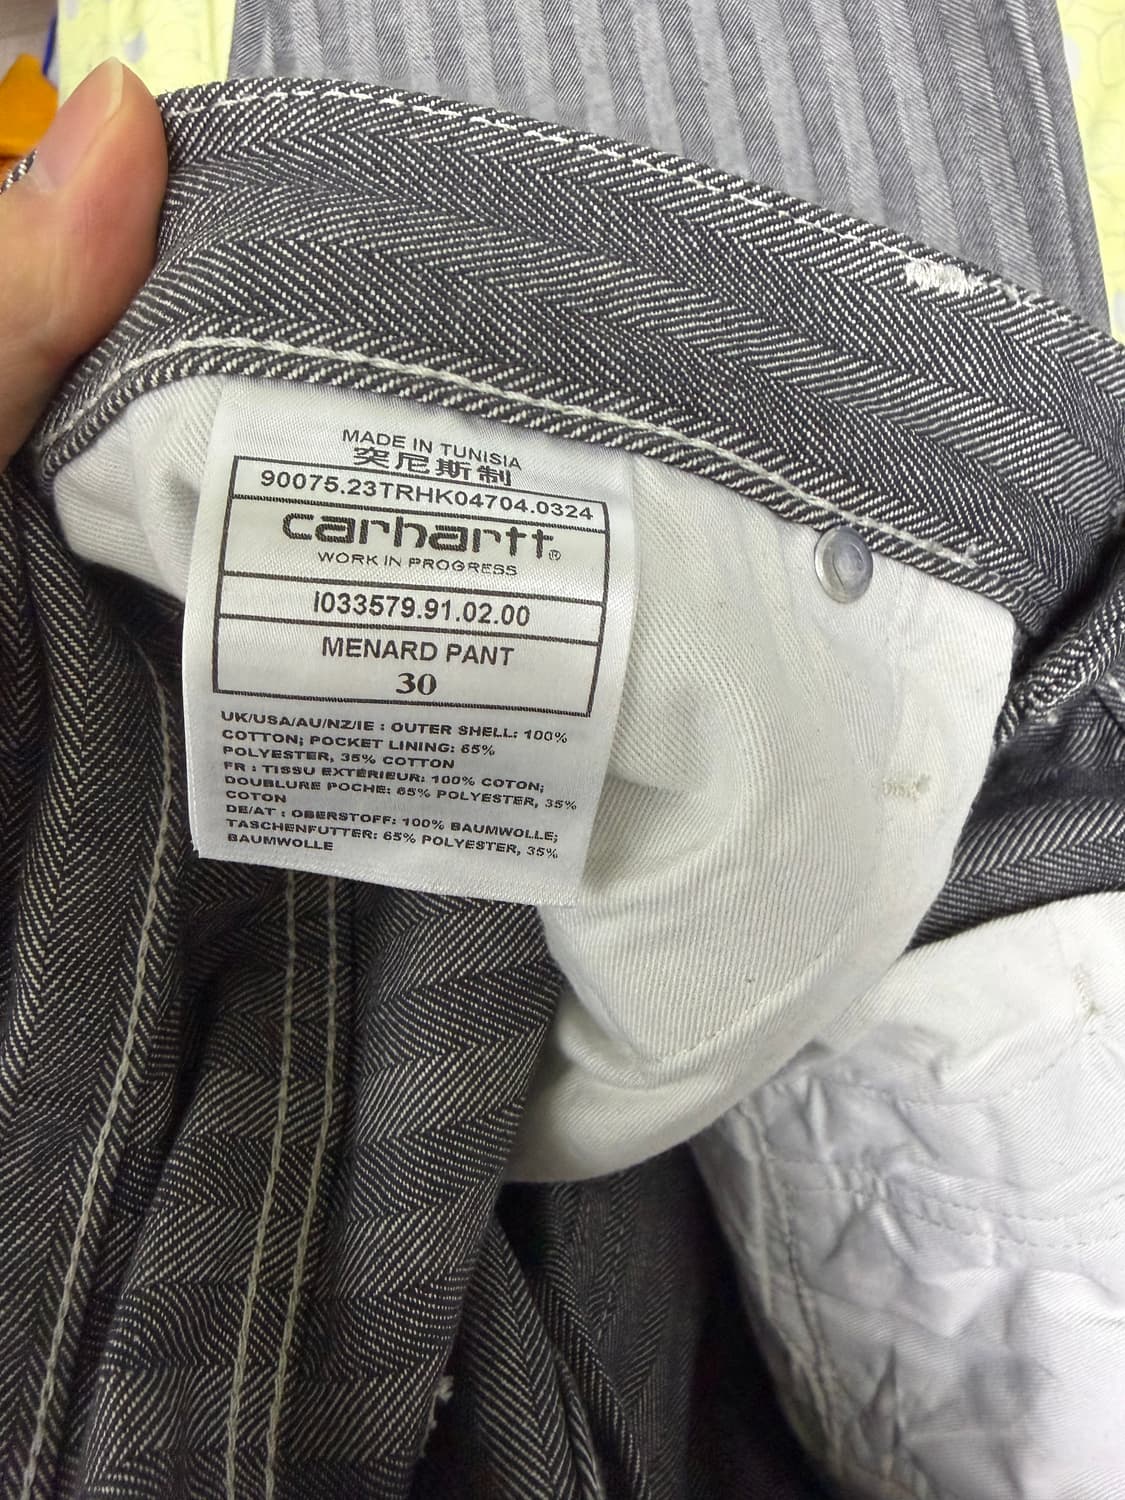 MADE IN TUNISIA
突尼斯制
90075.23TRHK04704.0324
carhartt®
WORK IN PROGRESS
I033579.91.02.00
MENARD PANT
30
UK/USA/AU/NZ/IE : OUTER SHELL: 100%
COTTON; POCKET LINING: 65%
POLYESTER, 35% COTTON
FR : TISSU EXTÉRIEUR: 100% COTON;
DOUBLURE POCHE: 65% POLYESTER, 35%
COTON
DE/AT : OBERSTOFF: 100% BAUMWOLLE;
TASCHENFUTTER: 65% POLYESTER, 35%
BAUMWOLLE